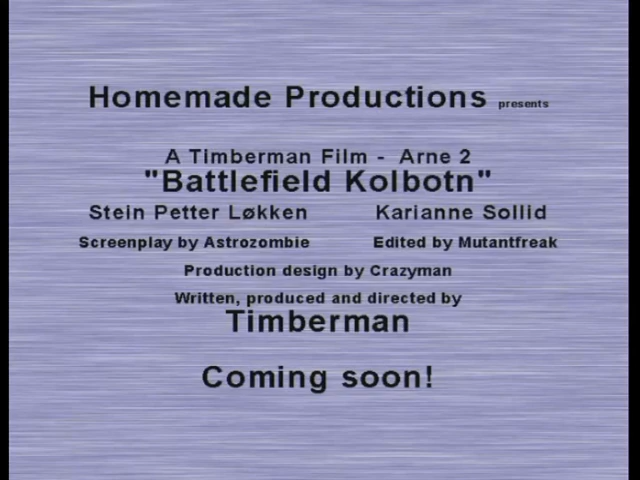 Homemade Productions presents
A Timberman Film - Arne 2
"Battlefield Kolbotn"
Stein Petter Løkken Karianne Sollid
Screenplay by Astrozombie Edited by Mutantfreak
Production design by Crazyman
Written, produced and directed by
Timberman
Coming soon!